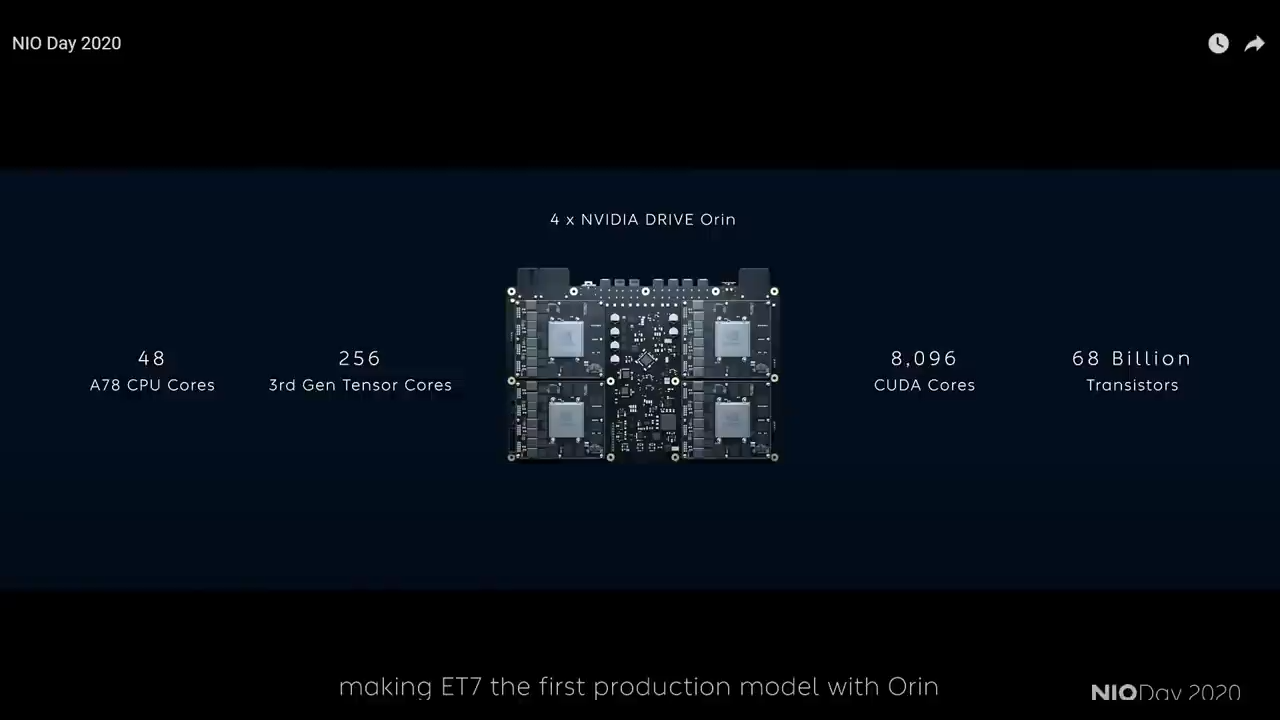 NIO Day 2020
4 x NVIDIA DRIVE Orin
48
A78 CPU Cores
256
3rd Gen Tensor Cores
8,096
CUDA Cores
68 Billion
Transistors
making ET7 the first production model with Orin
NIODay 2020